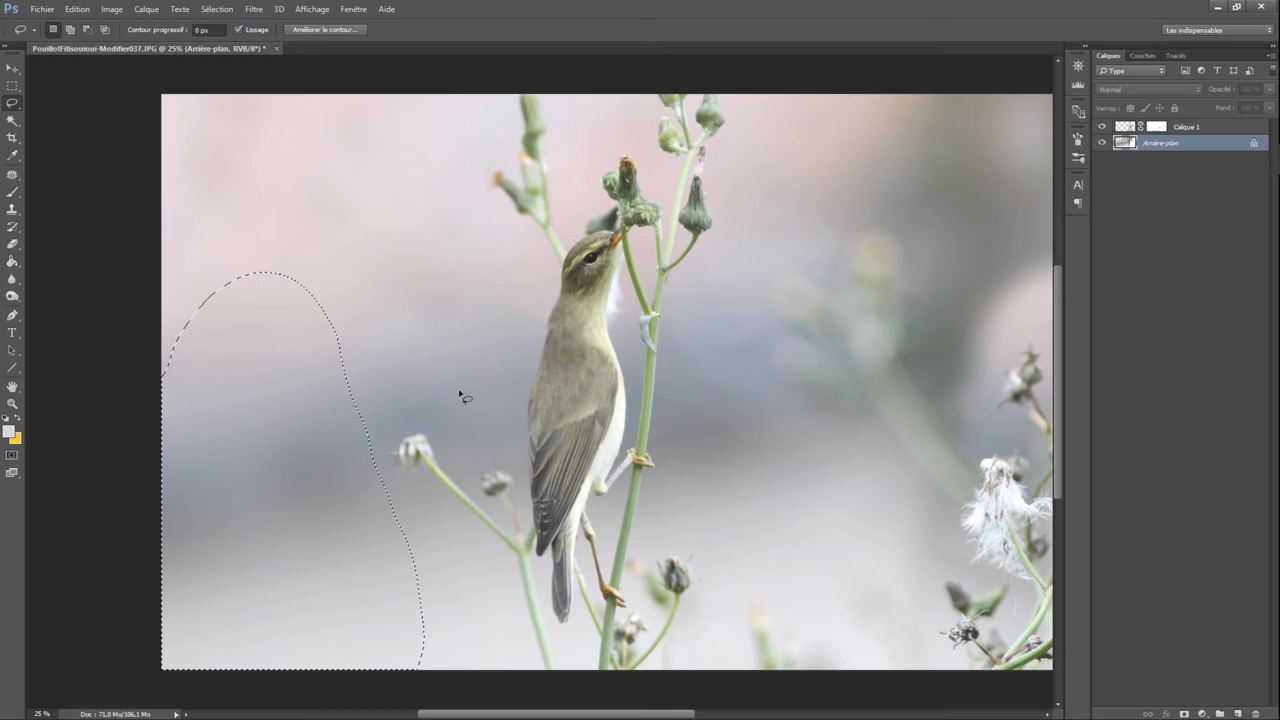 Ps Fichier Edition Image Calque Texte Sélection Filtre 3D Affichage Fenêtre Aide
Contour progressif : 0 px Lissage Améliorer le contour... Les indispensables
PouillotFitisouioui-Modifier037.JPG @ 25% (Arrière-plan, RVB/8*) * ×
Calques Couches Tracés
Type
Normal Opacité : 100 %
Verrou : Fond : 100 %
Calque 1
Arrière-plan
25 % Doc : 71,0 Mo/106,1 Mo